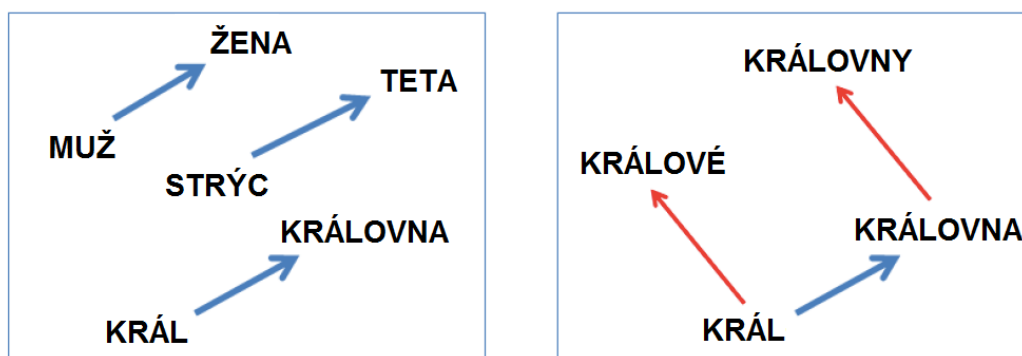 ŽENA
TETA
MUŽ
STRÝC
KRÁLOVNA
KRÁL
KRÁLOVNY
KRÁLOVÉ
KRÁLOVNA
KRÁL